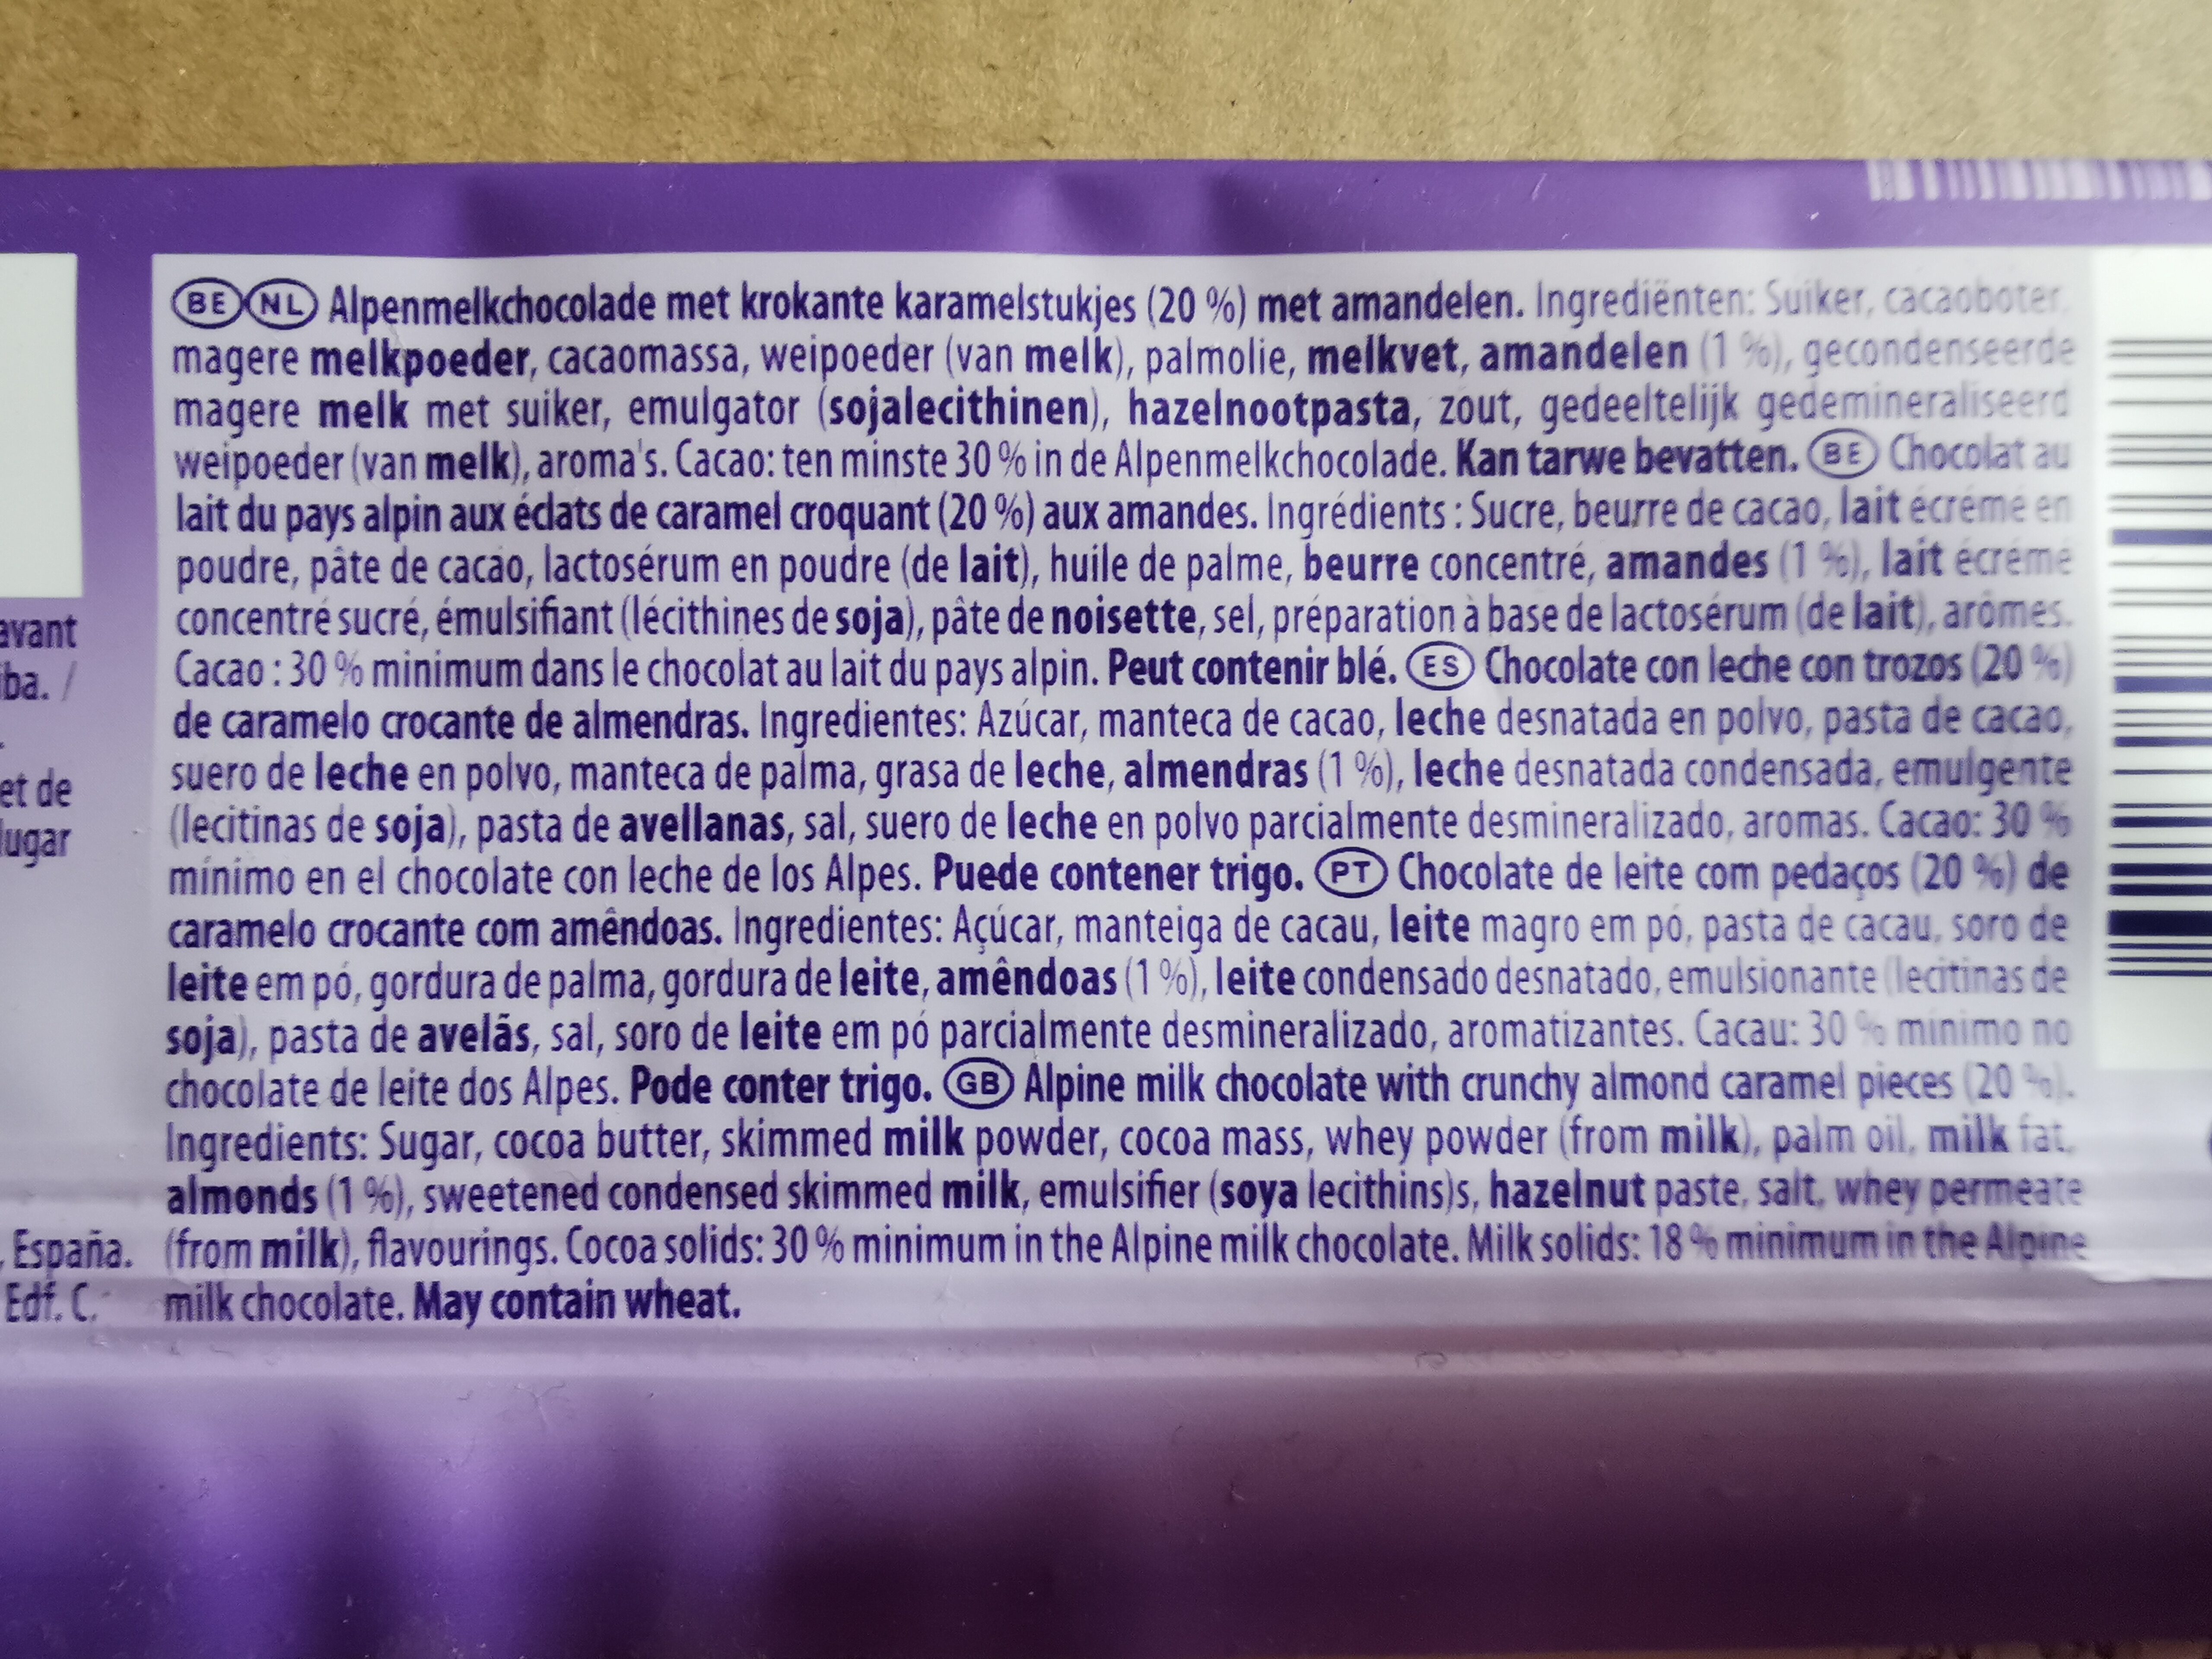 BE NL Alpenmelkchocolade met krokante karamelstukjes (20 %) met amandelen. Ingrediënten: Suiker, cacaoboter,
magere melkpoeder, cacaomassa, weipoeder (van melk), palmolie, melkvet, amandelen (1 %), gecondenseerde
magere melk met suiker, emulgator (sojalecithinen), hazelnootpasta, zout, gedeeltelijk gedemineraliseerd
weipoeder (van melk), aroma's. Cacao: ten minste 30 % in de Alpenmelkchocolade. Kan tarwe bevatten. BE Chocolat au
lait du pays alpin aux éclats de caramel croquant (20 %) aux amandes. Ingrédients : Sucre, beurre de cacao, lait écrémé en
poudre, pâte de cacao, lactosérum en poudre (de lait), huile de palme, beurre concentré, amandes (1 %), lait écrémé
concentré sucré, émulsifiant (lécithines de soja), pâte de noisette, sel, préparation à base de lactosérum (de lait), arômes.
Cacao : 30 % minimum dans le chocolat au lait du pays alpin. Peut contenir blé. ES Chocolate con leche con trozos (20 %)
de caramelo crocante de almendras. Ingredientes: Azúcar, manteca de cacao, leche desnatada en polvo, pasta de cacao,
suero de leche en polvo, manteca de palma, grasa de leche, almendras (1 %), leche desnatada condensada, emulgente
(lecitinas de soja), pasta de avellanas, sal, suero de leche en polvo parcialmente desmineralizado, aromas. Cacao: 30 %
mínimo en el chocolate con leche de los Alpes. Puede contener trigo. PT Chocolate de leite com pedaços (20 %) de
caramelo crocante com amêndoas. Ingredientes: Açúcar, manteiga de cacau, leite magro em pó, pasta de cacau, soro de
leite em pó, gordura de palma, gordura de leite, amêndoas (1 %), leite condensado desnatado, emulsionante (lecitinas de
soja), pasta de avelãs, sal, soro de leite em pó parcialmente desmineralizado, aromatizantes. Cacau: 30 % mínimo no
chocolate de leite dos Alpes. Pode conter trigo. GB Alpine milk chocolate with crunchy almond caramel pieces (20 %).
Ingredients: Sugar, cocoa butter, skimmed milk powder, cocoa mass, whey powder (from milk), palm oil, milk fat,
almonds (1 %), sweetened condensed skimmed milk, emulsifier (soya lecithins)s, hazelnut paste, salt, whey permeate
(from milk), flavourings. Cocoa solids: 30 % minimum in the Alpine milk chocolate. Milk solids: 18 % minimum in the Alpine
milk chocolate. May contain wheat.
avant
ba. /
et de
lugar
España.
Edf. C,